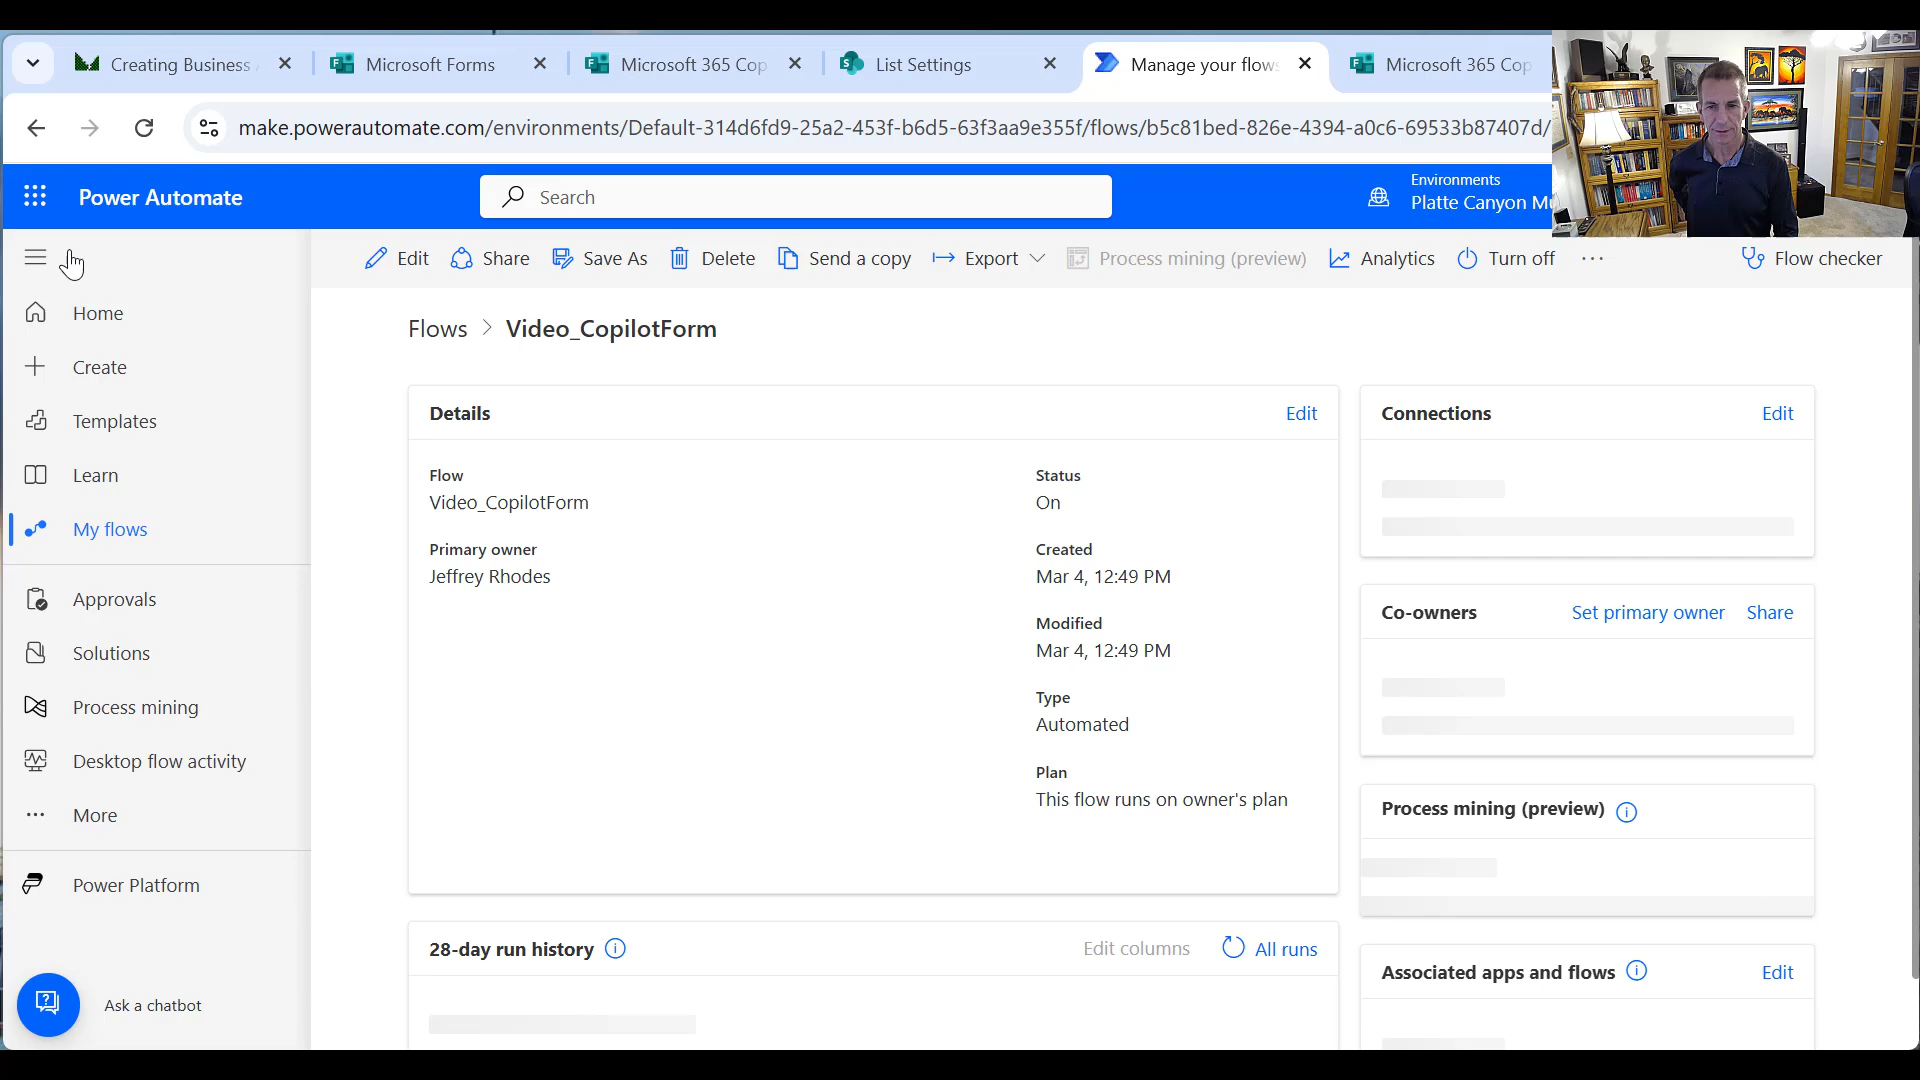 Creating Business
Microsoft Forms
Microsoft 365 Cop
List Settings
Manage your flows
Microsoft 365 Cop
make.powerautomate.com/environments/Default-314d6fd9-25a2-453f-b6d5-63f3aa9e355f/flows/b5c81bed-826e-4394-a0c6-69533b87407d/
Power Automate
Search
Environments
Platte Canyon Mu
Edit
Share
Save As
Delete
Send a copy
Export
Process mining (preview)
Analytics
Turn off
Flow checker
Home
Create
Templates
Learn
My flows
Approvals
Solutions
Process mining
Desktop flow activity
More
Power Platform
Ask a chatbot
Flows > Video_CopilotForm
Details
Edit
Flow
Video_CopilotForm
Primary owner
Jeffrey Rhodes
Status
On
Created
Mar 4, 12:49 PM
Modified
Mar 4, 12:49 PM
Type
Automated
Plan
This flow runs on owner's plan
28-day run history
Edit columns
All runs
Connections
Edit
Co-owners
Set primary owner
Share
Process mining (preview)
Associated apps and flows
Edit